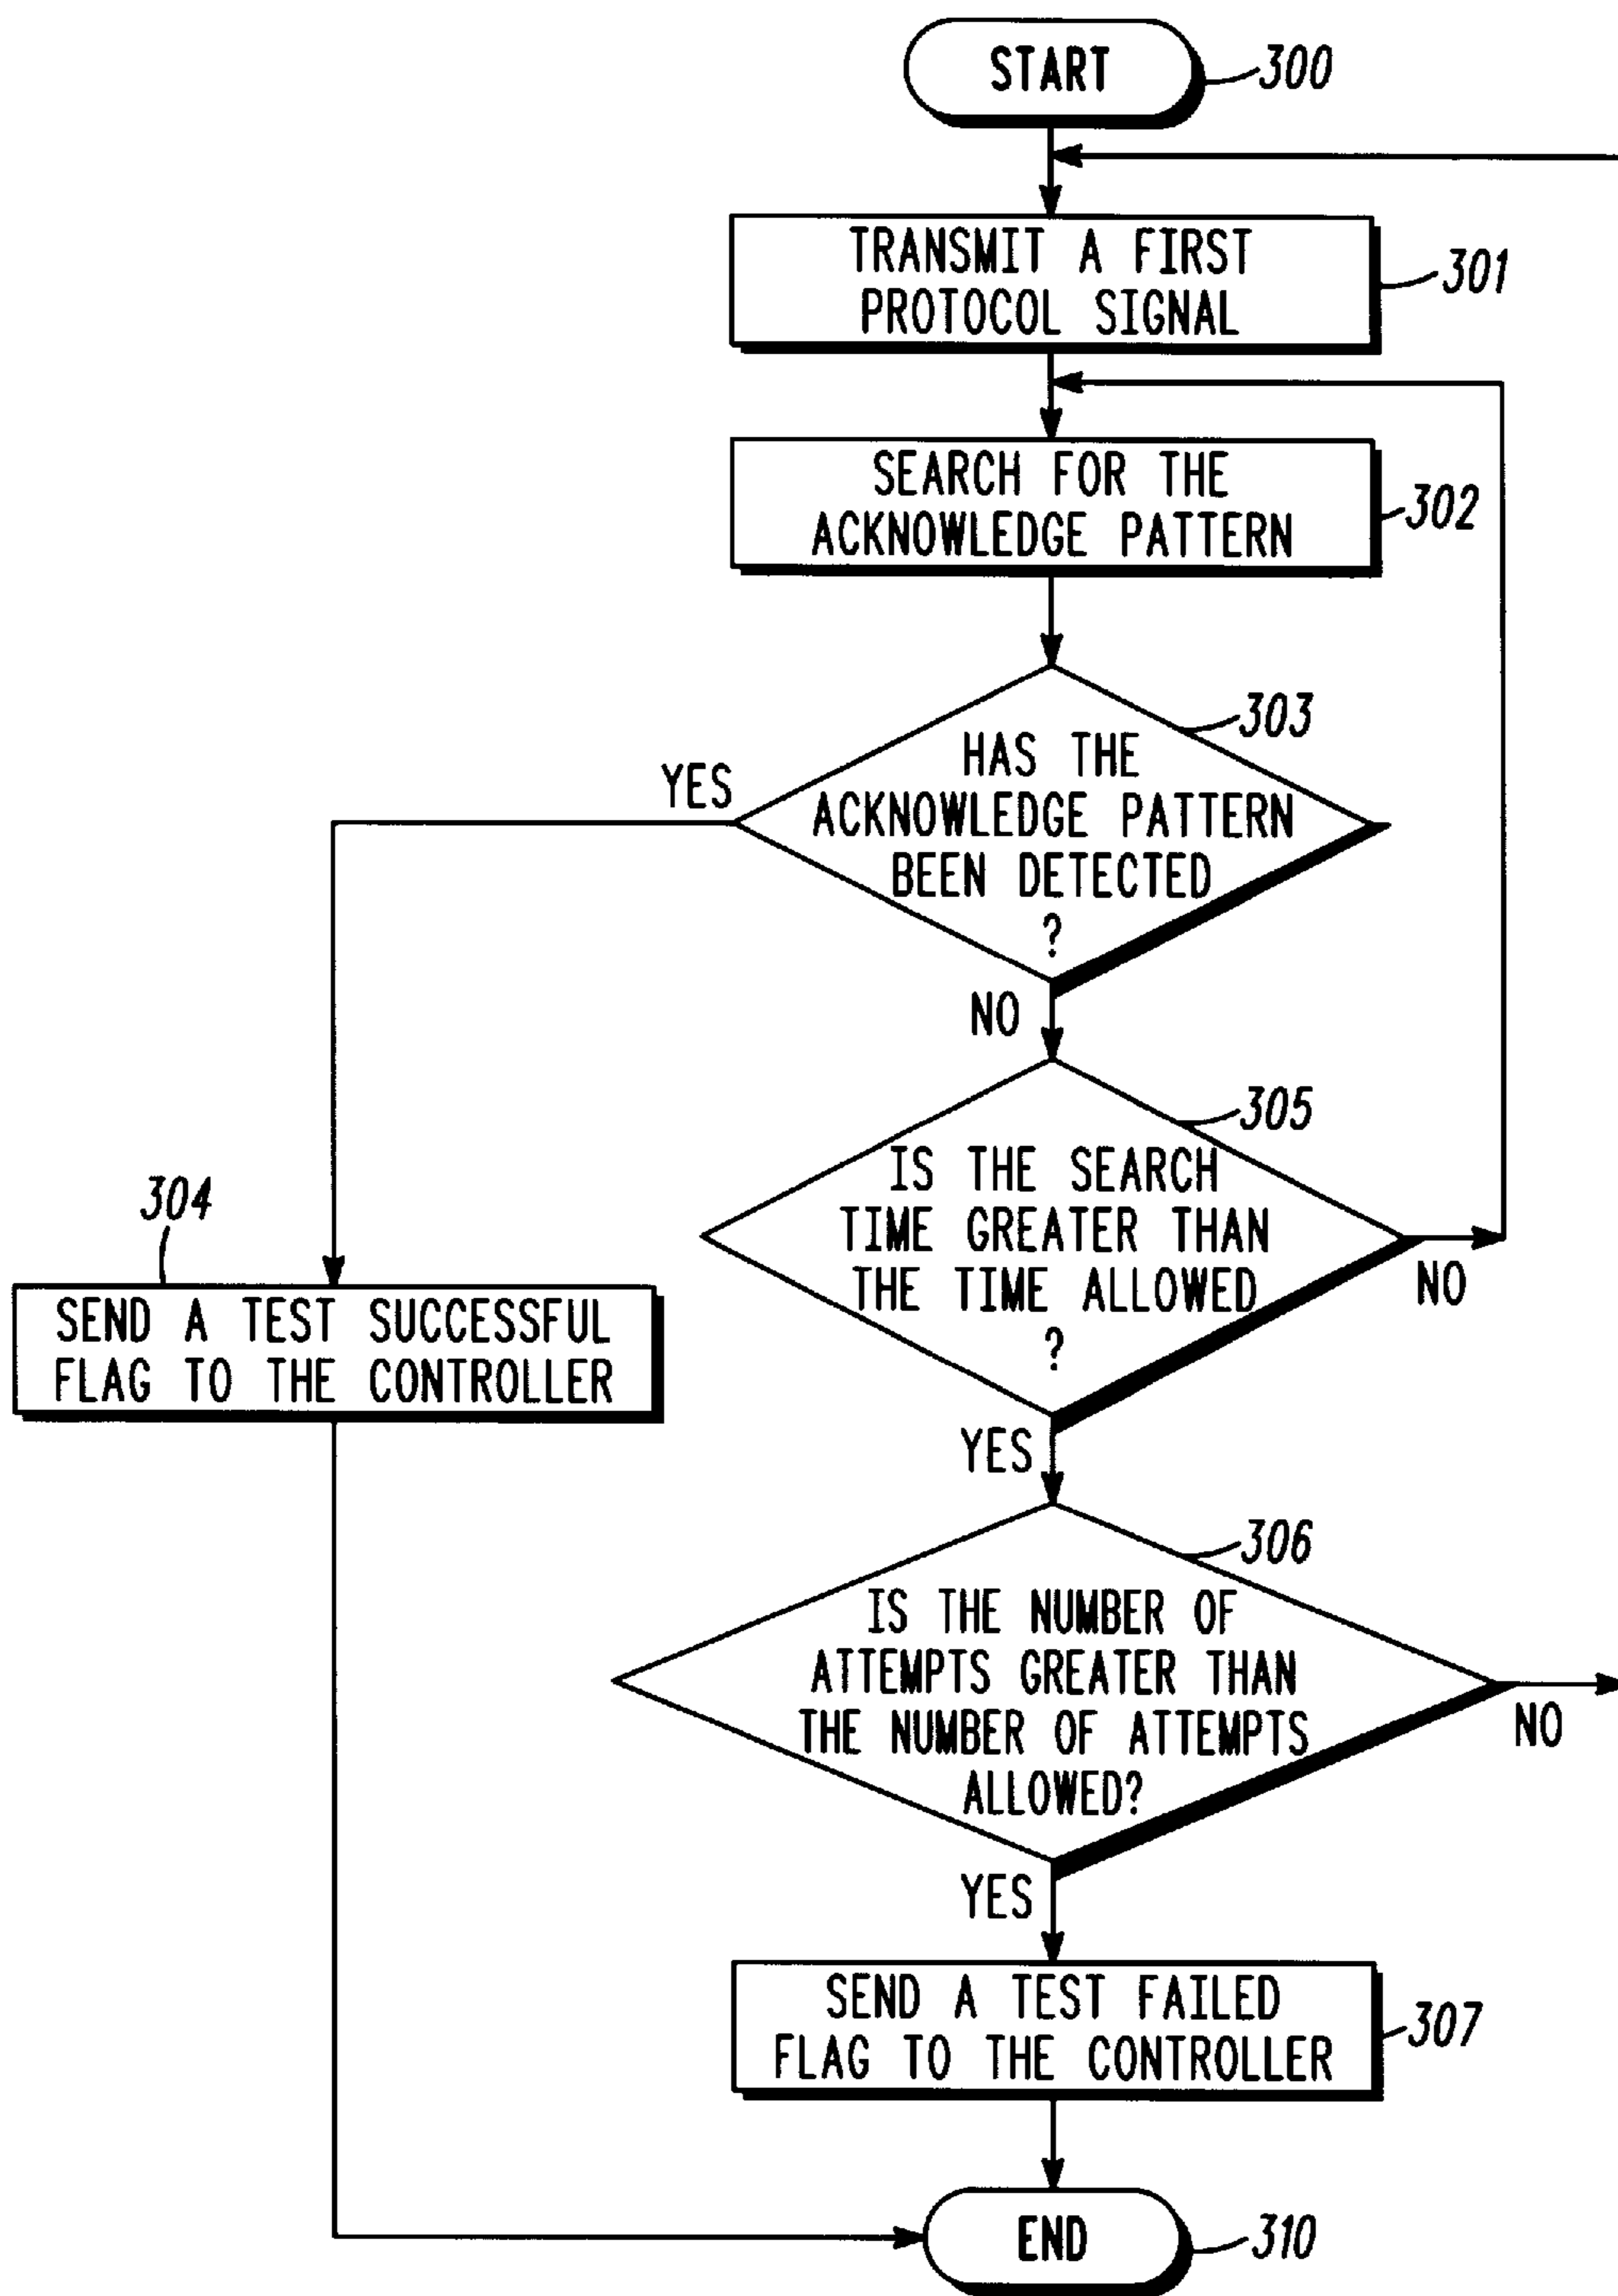 START
300
TRANSMIT A FIRST
PROTOCOL SIGNAL
301
SEARCH FOR THE
ACKNOWLEDGE PATTERN
302
303
HAS THE
ACKNOWLEDGE PATTERN
BEEN DETECTED
?
YES
NO
305
IS THE SEARCH
TIME GREATER THAN
THE TIME ALLOWED
?
NO
YES
304
SEND A TEST SUCCESSFUL
FLAG TO THE CONTROLLER
306
IS THE NUMBER OF
ATTEMPTS GREATER THAN
THE NUMBER OF ATTEMPTS
ALLOWED?
NO
YES
SEND A TEST FAILED
FLAG TO THE CONTROLLER
307
END
310